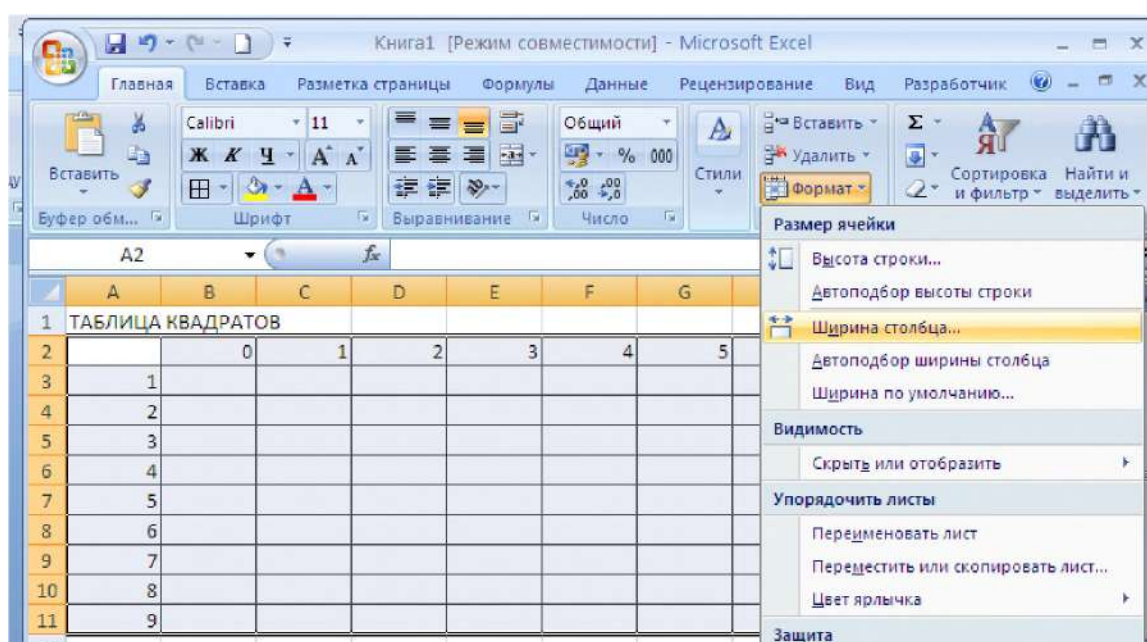 Книга1 [Режим совместимости] - Microsoft Excel
Главная Вставка Разметка страницы Формулы Данные Рецензирование Вид Разработчик
Calibri 11 Общий Вставить Σ
Ж К Ч А А % 000 Удалить
Вставить Стили Формат Сортировка и фильтр Найти и выделить
Буфер обм... Шрифт Выравнивание Число
A2 fx
A B C D E F G
1 ТАБЛИЦА КВАДРАТОВ
2 0 1 2 3 4 5
3 1
4 2
5 3
6 4
7 5
8 6
9 7
10 8
11 9
Размер ячейки
Высота строки...
Автоподбор высоты строки
Ширина столбца...
Автоподбор ширины столбца
Ширина по умолчанию...
Видимость
Скрыть или отобразить
Упорядочить листы
Переименовать лист
Переместить или скопировать лист...
Цвет ярлычка
Защита